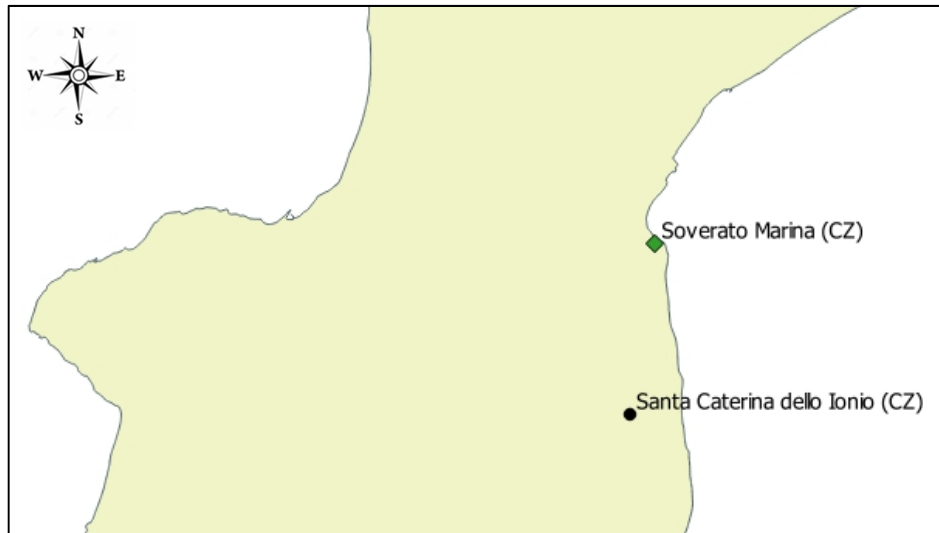 N
W E
S
Soverato Marina (CZ)
Santa Caterina dello Ionio (CZ)